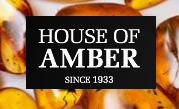 HOUSE OF
AMBER
SINCE 1933